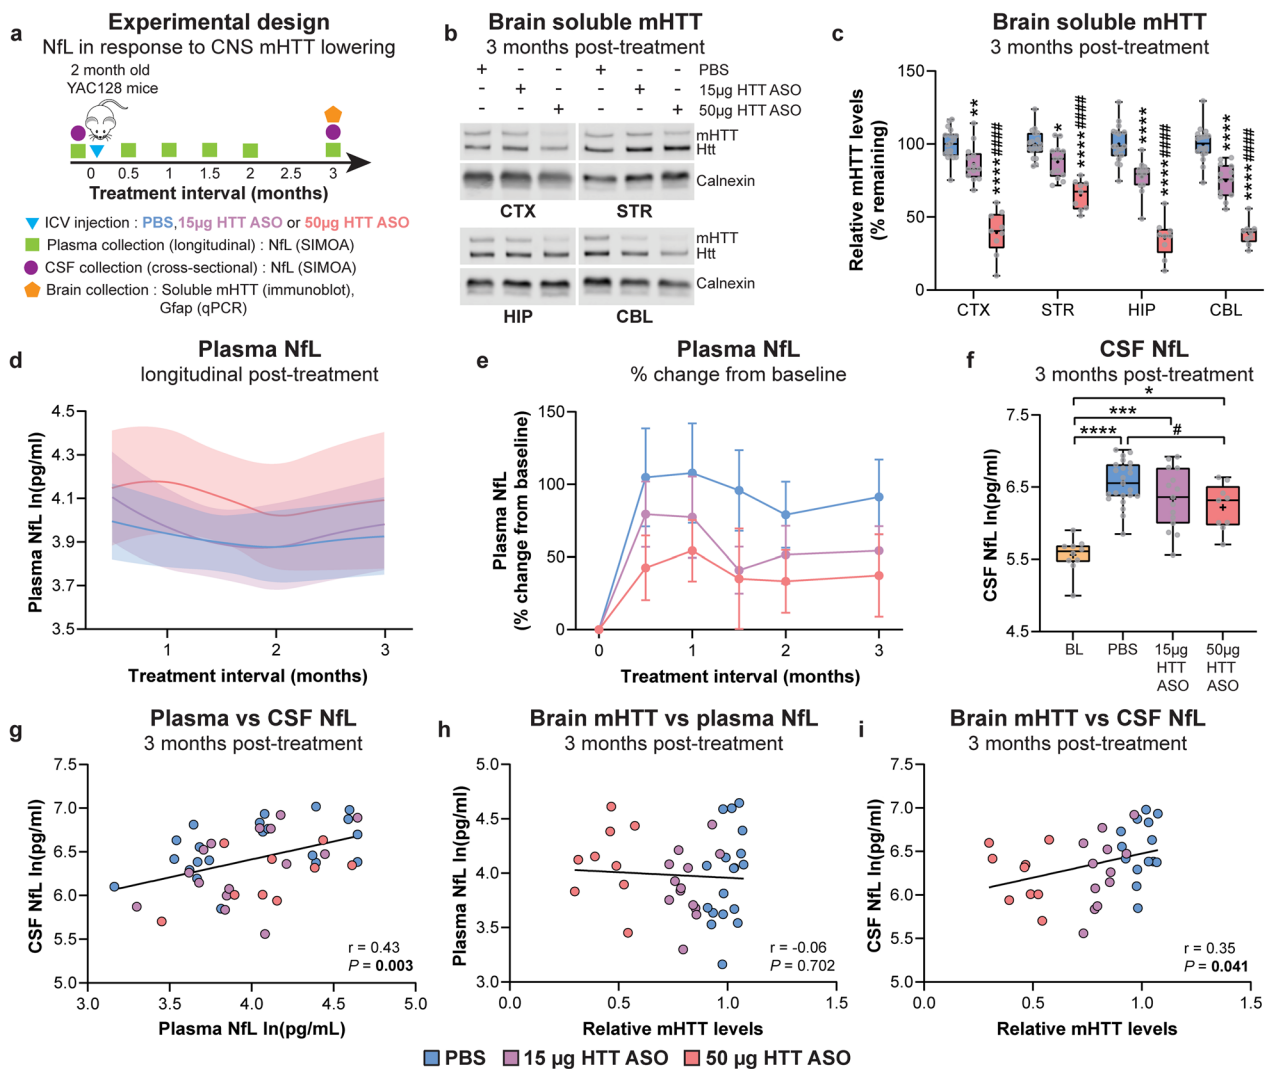 a
Experimental design
NfL in response to CNS mHTT lowering
2 month old
YAC128 mice
0 0.5 1 1.5 2 2.5 3
Treatment interval (months)
ICV injection : PBS, 15µg HTT ASO or 50µg HTT ASO
Plasma collection (longitudinal) : NfL (SIMOA)
CSF collection (cross-sectional) : NfL (SIMOA)
Brain collection : Soluble mHTT (immunoblot),
Gfap (qPCR)
b
Brain soluble mHTT
3 months post-treatment
+ - - + - - PBS
- + - - + - 15µg HTT ASO
- - + - - + 50µg HTT ASO
mHTT
Htt
Calnexin
CTX STR
mHTT
Htt
Calnexin
HIP CBL
c
Brain soluble mHTT
3 months post-treatment
Relative mHTT levels
(% remaining)
150
100
50
0
**
****####
*
****####
****
****####
****
****####
CTX STR HIP CBL
d
Plasma NfL
longitudinal post-treatment
Plasma NfL ln(pg/ml)
4.5
4.3
4.1
3.9
3.7
3.5
1 2 3
Treatment interval (months)
e
Plasma NfL
% change from baseline
Plasma NfL
(% change from baseline)
150
100
50
0
0 1 2 3
Treatment interval (months)
f
CSF NfL
3 months post-treatment
CSF NfL ln(pg/ml)
7.5
6.5
5.5
4.5
*
***
**** #
BL PBS 15µg 50µg
HTT HTT
ASO ASO
g
Plasma vs CSF NfL
3 months post-treatment
CSF NfL ln(pg/ml)
7.5
7.0
6.5
6.0
5.5
5.0
r = 0.43
P = 0.003
3.0 3.5 4.0 4.5 5.0
Plasma NfL ln(pg/mL)
h
Brain mHTT vs plasma NfL
3 months post-treatment
Plasma NfL ln(pg/ml)
5.0
4.5
4.0
3.5
3.0
r = -0.06
P = 0.702
0.0 0.5 1.0 1.5
Relative mHTT levels
i
Brain mHTT vs CSF NfL
3 months post-treatment
CSF NfL ln(pg/ml)
7.5
7.0
6.5
6.0
5.5
5.0
r = 0.35
P = 0.041
0.0 0.5 1.0 1.5
Relative mHTT levels
PBS 15 µg HTT ASO 50 µg HTT ASO